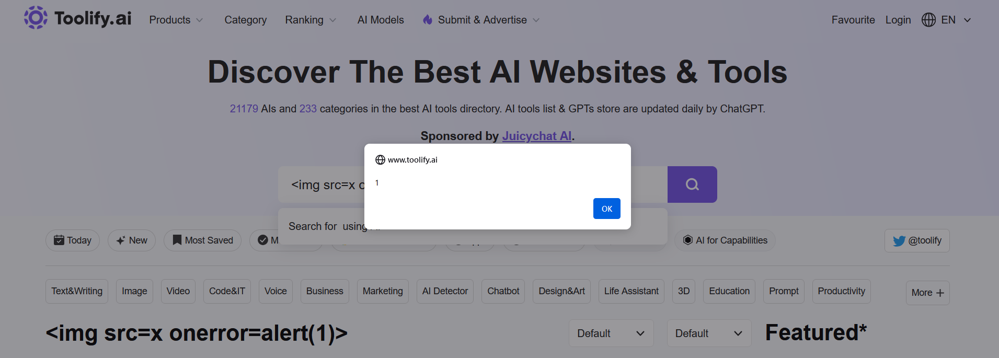 Toolify.ai Products Category Ranking AI Models Submit & Advertise Favourite Login EN
Discover The Best AI Websites & Tools
21179 AIs and 233 categories in the best AI tools directory. AI tools list & GPTs store are updated daily by ChatGPT.
Sponsored by Juicychat AI.
www.toolify.ai
1
OK
<img src=x
Search for using
Today New Most Saved AI for Capabilities @toolify
Text&Writing Image Video Code&IT Voice Business Marketing AI Detector Chatbot Design&Art Life Assistant 3D Education Prompt Productivity More
<img src=x onerror=alert(1)> Default Default Featured*